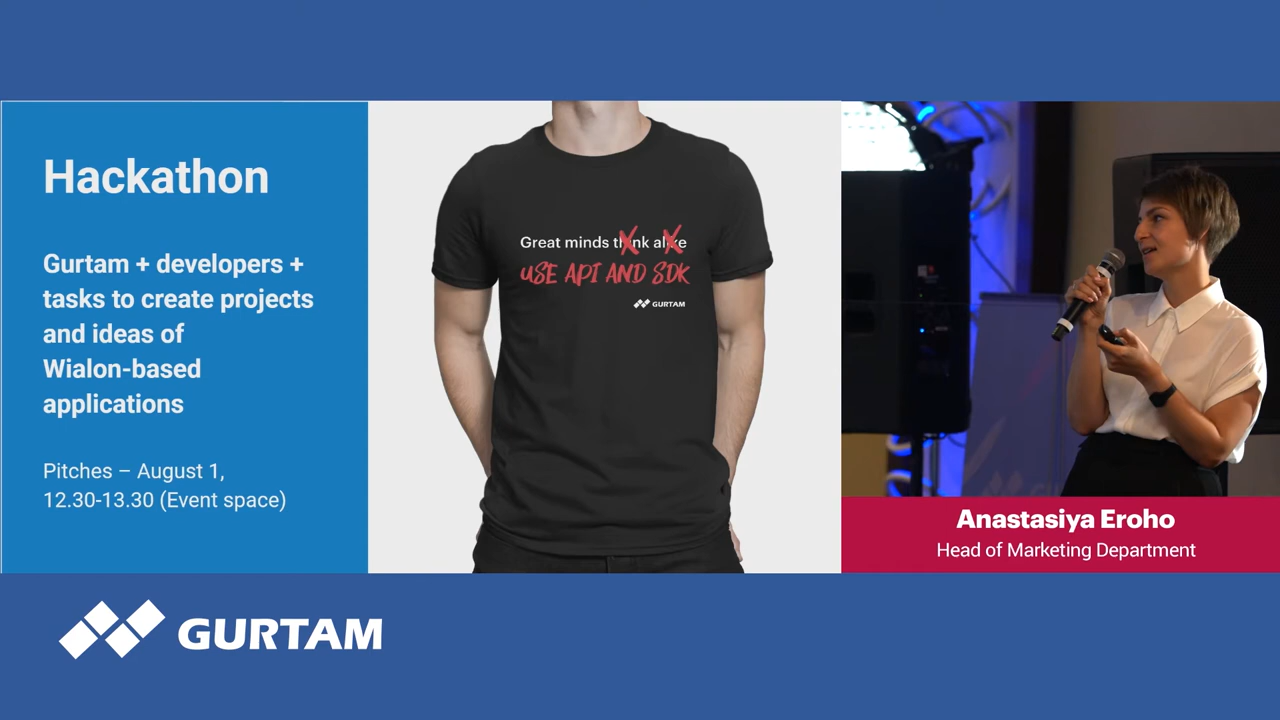 Hackathon
Gurtam + developers +
tasks to create projects
and ideas of
Wialon-based
applications
Pitches – August 1,
12.30-13.30 (Event space)
Great minds think alike
USE API AND SDK
GURTAM
Anastasiya Eroho
Head of Marketing Department
GURTAM